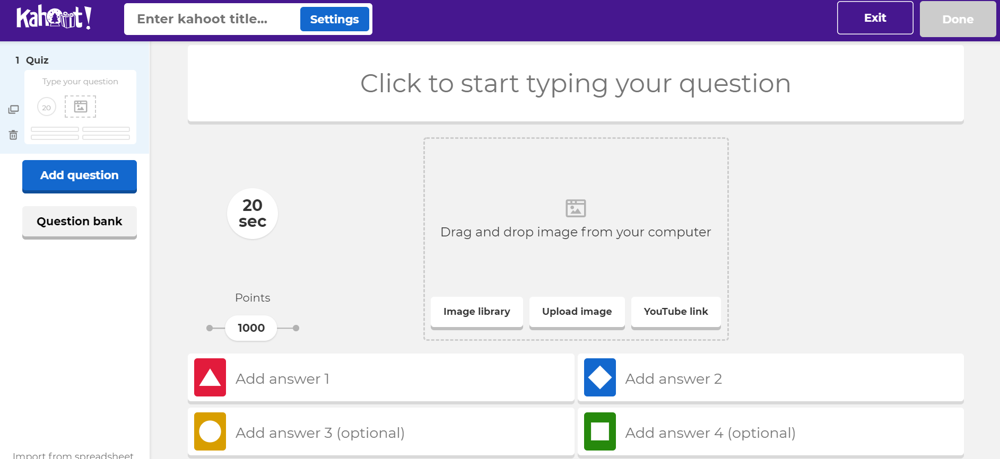 Kahoot!
Enter kahoot title...
Settings
Exit
Done
1 Quiz
Type your question
20
Add question
Question bank
Import from spreadsheet
Click to start typing your question
20
sec
Points
1000
Drag and drop image from your computer
Image library
Upload image
YouTube link
Add answer 1
Add answer 2
Add answer 3 (optional)
Add answer 4 (optional)